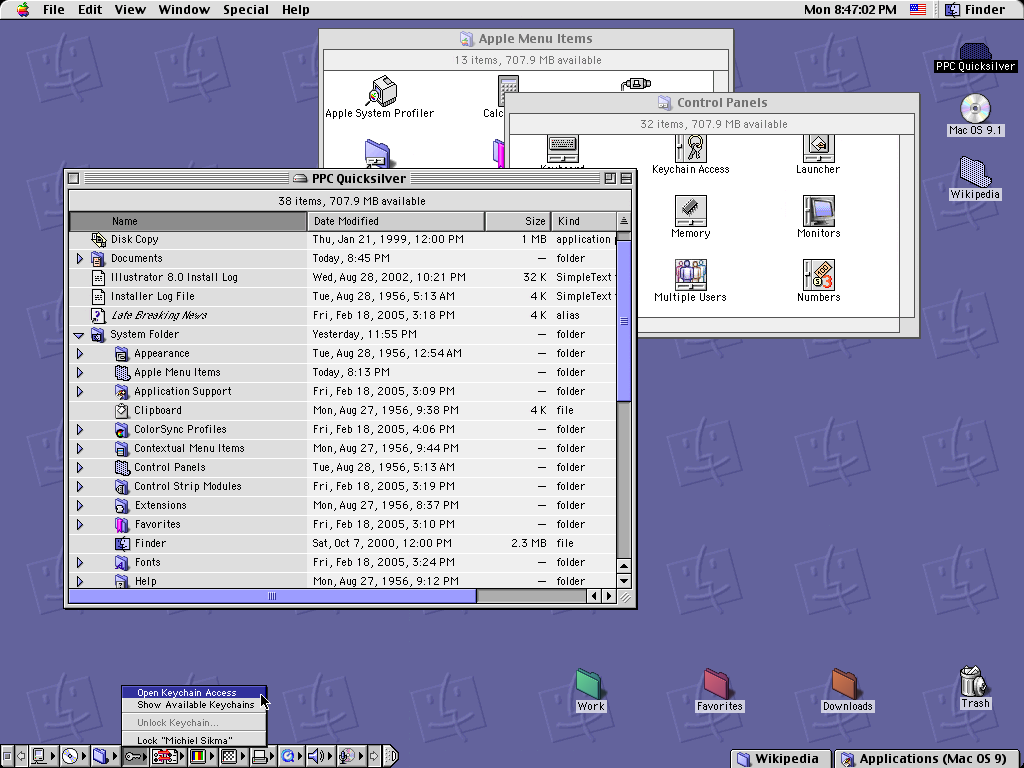 File Edit View Window Special Help Mon 8:47:02 PM Finder
Apple Menu Items
13 items, 707.9 MB available
Apple System Profiler
Calc
Control Panels
32 items, 707.9 MB available
Keychain Access
Launcher
Memory
Monitors
Multiple Users
Numbers
PPC Quicksilver
Mac OS 9.1
Wikipedia
PPC Quicksilver
38 items, 707.9 MB available
Name Date Modified Size Kind
Disk Copy Thu, Jan 21, 1999, 12:00 PM 1 MB application
Documents Today, 8:45 PM — folder
Illustrator 8.0 Install Log Wed, Aug 28, 2002, 10:21 PM 32 K SimpleText
Installer Log File Tue, Aug 28, 1956, 5:13 AM 4 K SimpleText
Late Breaking News Fri, Feb 18, 2005, 3:18 PM 4 K alias
System Folder Yesterday, 11:55 PM — folder
Appearance Tue, Aug 28, 1956, 12:54 AM — folder
Apple Menu Items Today, 8:13 PM — folder
Application Support Fri, Feb 18, 2005, 3:09 PM — folder
Clipboard Mon, Aug 27, 1956, 9:38 PM 4 K file
ColorSync Profiles Fri, Feb 18, 2005, 4:06 PM — folder
Contextual Menu Items Mon, Aug 27, 1956, 9:44 PM — folder
Control Panels Tue, Aug 28, 1956, 5:13 AM — folder
Control Strip Modules Fri, Feb 18, 2005, 3:19 PM — folder
Extensions Mon, Aug 27, 1956, 8:37 PM — folder
Favorites Fri, Feb 18, 2005, 3:10 PM — folder
Finder Sat, Oct 7, 2000, 12:00 PM 2.3 MB file
Fonts Fri, Feb 18, 2005, 3:24 PM — folder
Help Mon, Aug 27, 1956, 9:12 PM — folder
Work
Favorites
Downloads
Trash
Open Keychain Access
Show Available Keychains
Unlock Keychain...
Lock "Michiel Sikma"
Wikipedia
Applications (Mac OS 9)